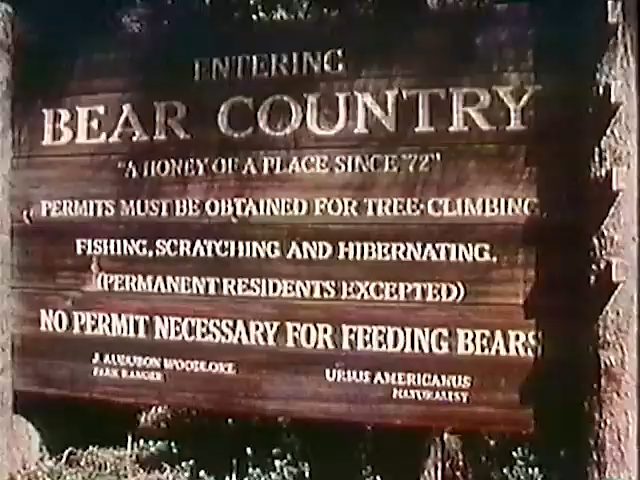 ENTERING
BEAR COUNTRY
"A HONEY OF A PLACE SINCE '72"
PERMITS MUST BE OBTAINED FOR TREE-CLIMBING,
FISHING, SCRATCHING AND HIBERNATING.
(PERMANENT RESIDENTS EXCEPTED)
NO PERMIT NECESSARY FOR FEEDING BEARS
J. AUDUBON WOODLORE
PARK RANGER
URSUS AMERICANUS
NATURALIST